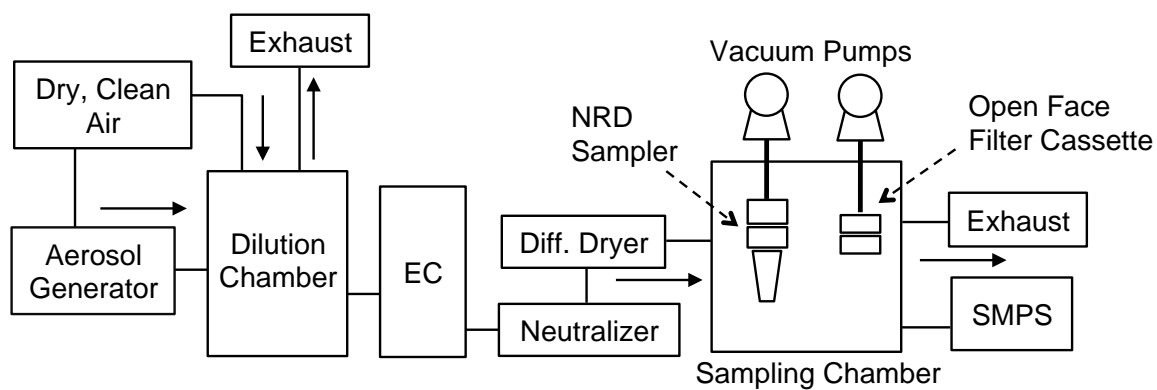 Exhaust
Dry, Clean
Air
Aerosol
Generator
Dilution
Chamber
EC
Diff. Dryer
Neutralizer
Vacuum Pumps
NRD
Sampler
Open Face
Filter Cassette
Exhaust
SMPS
Sampling Chamber